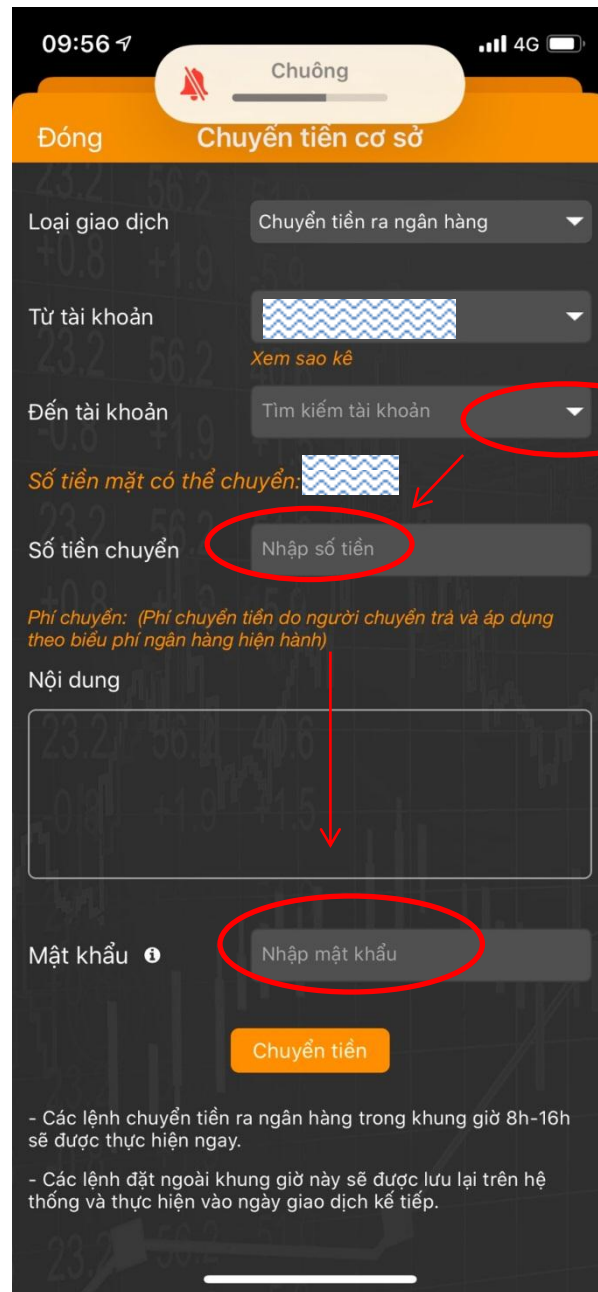 09:56
4G
Chuông
Đóng
Chuyển tiền cơ sở
Loại giao dịch
Chuyển tiền ra ngân hàng
Từ tài khoản
Xem sao kê
Đến tài khoản
Tìm kiếm tài khoản
Số tiền mặt có thể chuyển:
Số tiền chuyển
Nhập số tiền
Phí chuyển: (Phí chuyển tiền do người chuyển trả và áp dụng
theo biểu phí ngân hàng hiện hành)
Nội dung
Mật khẩu
Nhập mật khẩu
Chuyển tiền
- Các lệnh chuyển tiền ra ngân hàng trong khung giờ 8h-16h
sẽ được thực hiện ngay.
- Các lệnh đặt ngoài khung giờ này sẽ được lưu lại trên hệ
thống và thực hiện vào ngày giao dịch kế tiếp.